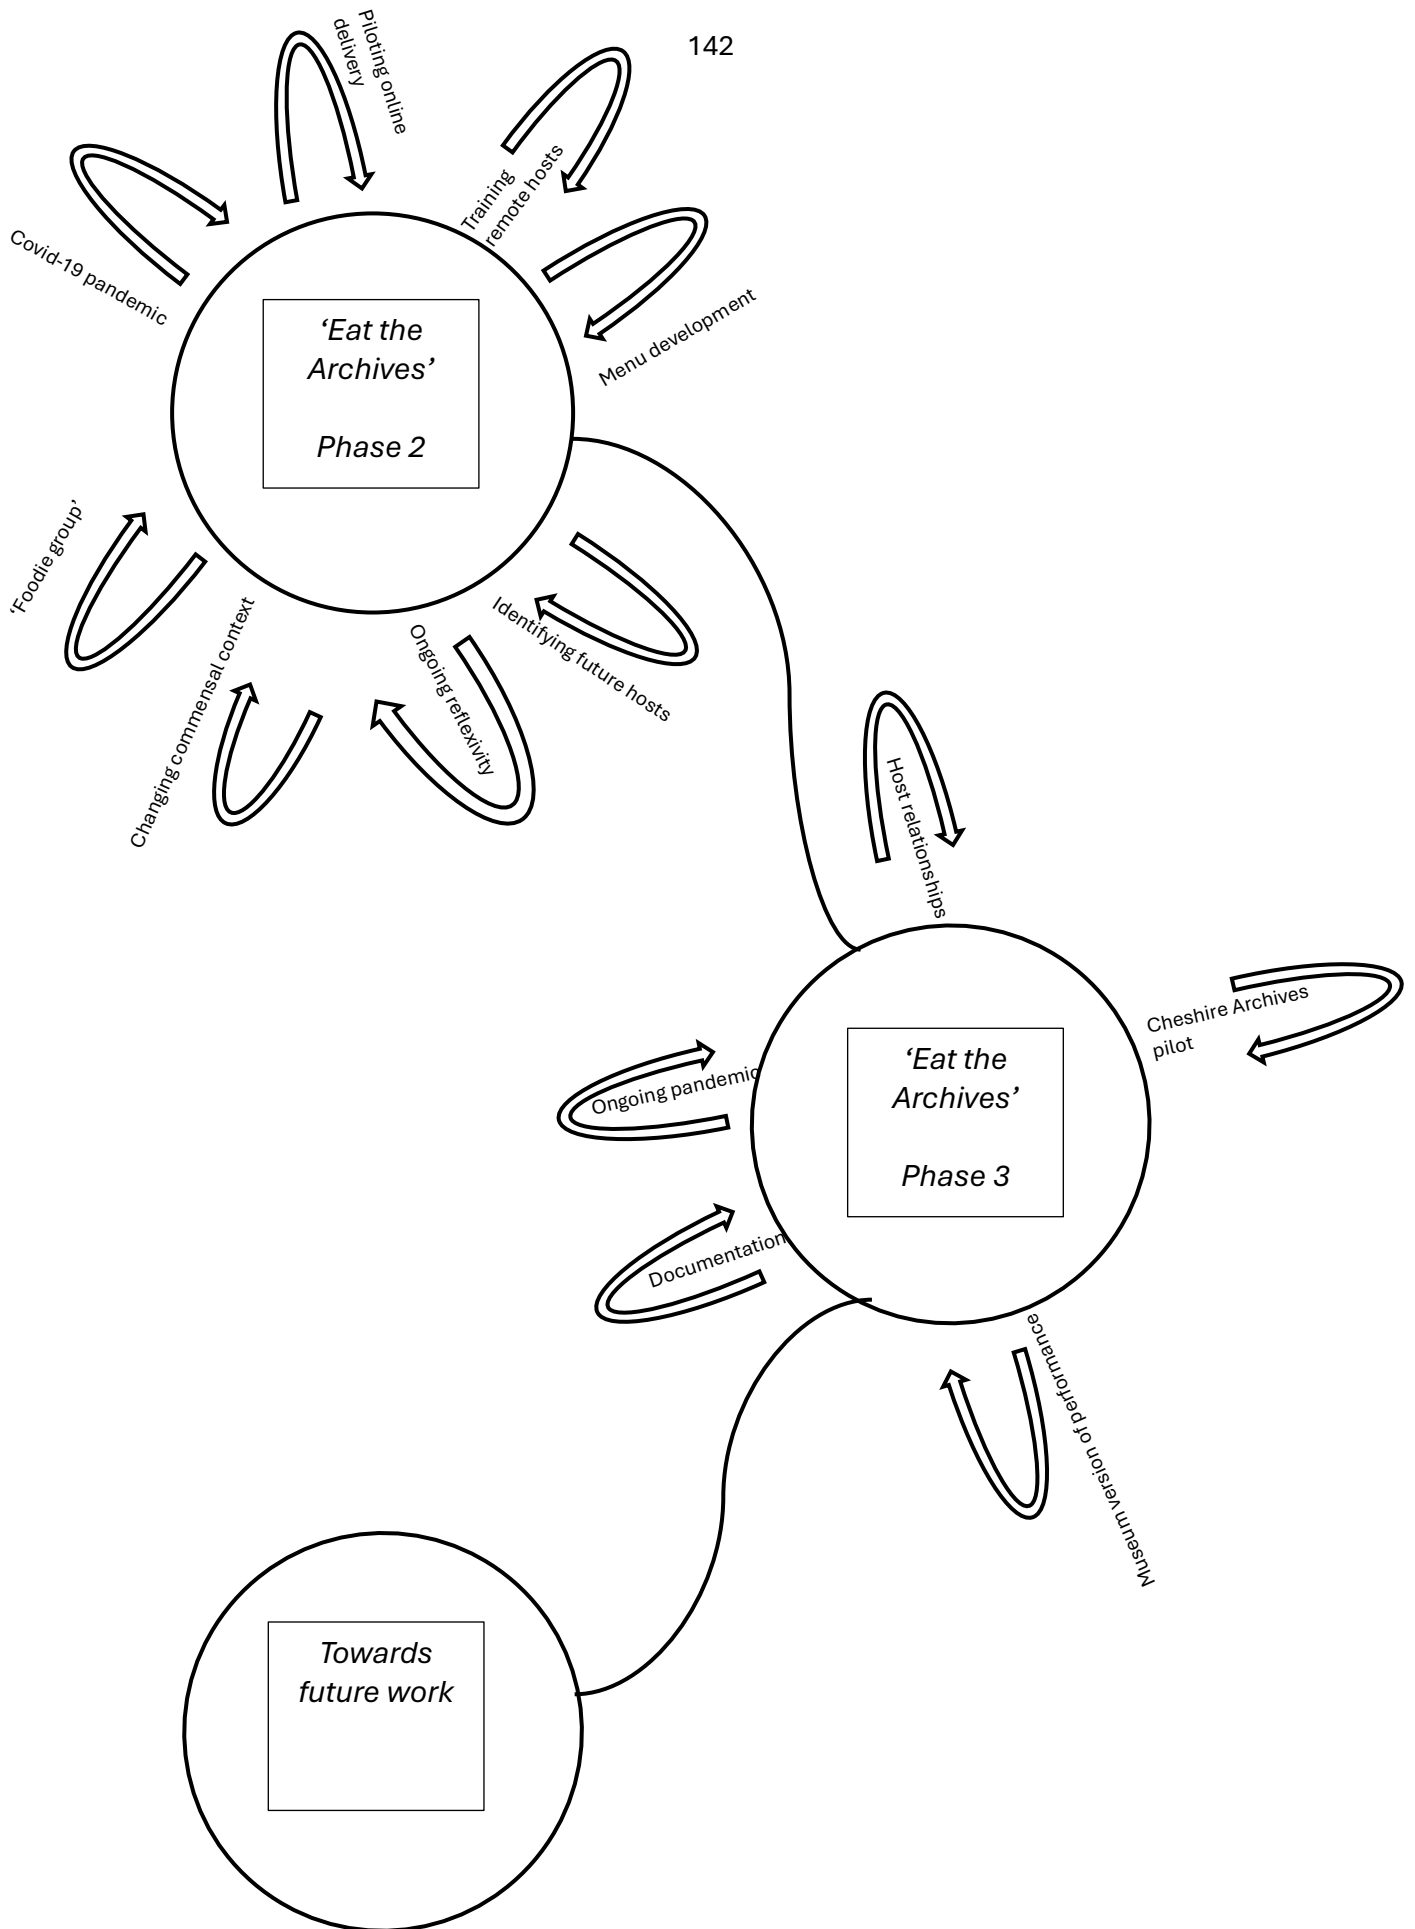 142
Piloting online
delivery
Training
remote hosts
Covid-19 pandemic
Menu development
‘Eat the
Archives’
Phase 2
‘Foodie group’
Changing commensal context
Ongoing reflexivity
Identifying future hosts
Host relationships
Cheshire Archives
pilot
Ongoing pandemic
‘Eat the
Archives’
Phase 3
Documentation
Museum version of performance
Towards
future work